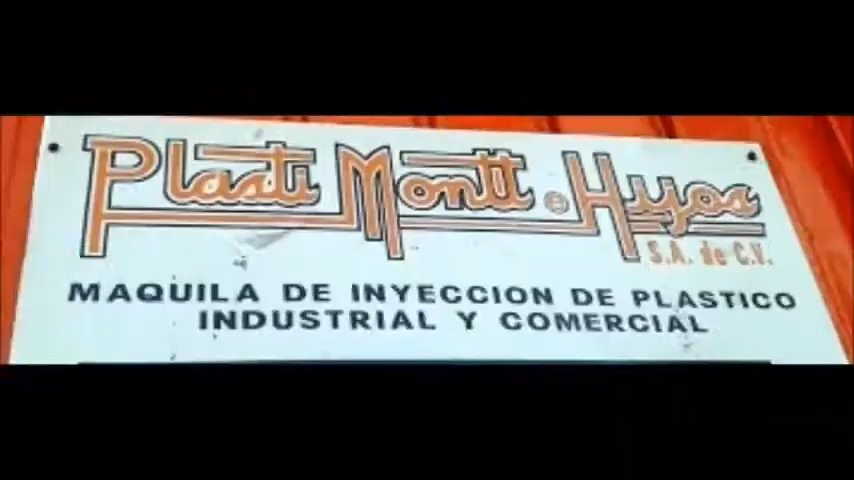 Plasti Montt e Hijos
S.A. de C.V.
MAQUILA DE INYECCION DE PLASTICO
INDUSTRIAL Y COMERCIAL